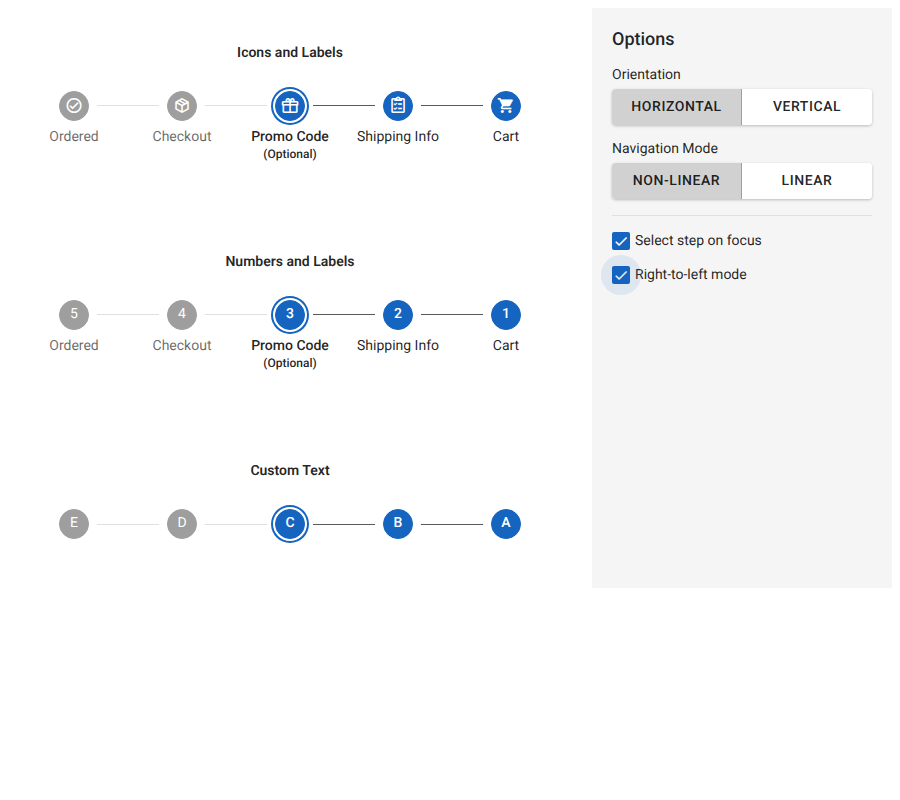 Icons and Labels
Ordered Checkout Promo Code Shipping Info Cart
(Optional)
Numbers and Labels
5 4 3 2 1
Ordered Checkout Promo Code Shipping Info Cart
(Optional)
Custom Text
E D C B A
Options
Orientation
HORIZONTAL VERTICAL
Navigation Mode
NON-LINEAR LINEAR
Select step on focus
Right-to-left mode